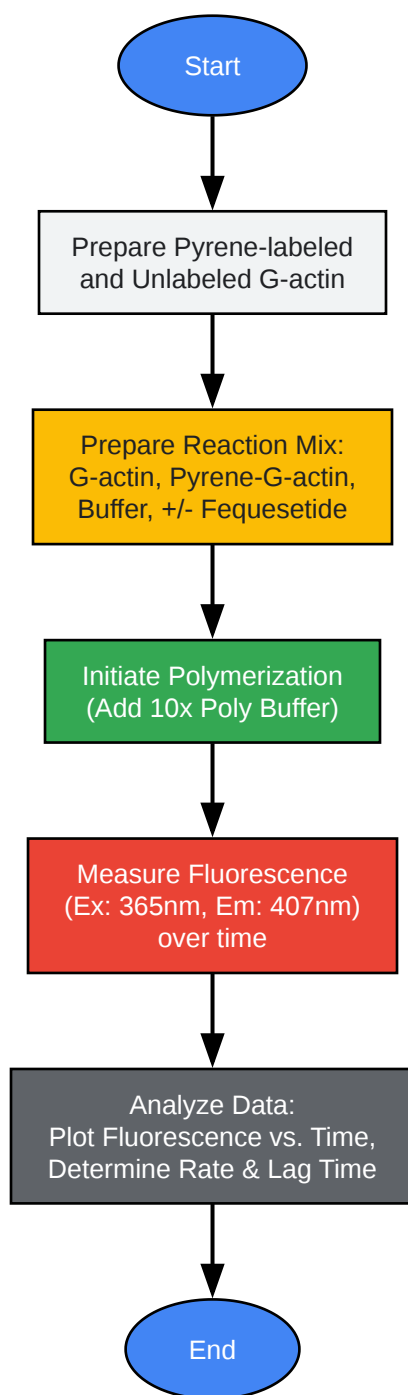 Start
Prepare Pyrene-labeled
and Unlabeled G-actin
Prepare Reaction Mix:
G-actin, Pyrene-G-actin,
Buffer, +/- Fequesetide
Initiate Polymerization
(Add 10x Poly Buffer)
Measure Fluorescence
(Ex: 365nm, Em: 407nm)
over time
Analyze Data:
Plot Fluorescence vs. Time,
Determine Rate & Lag Time
End